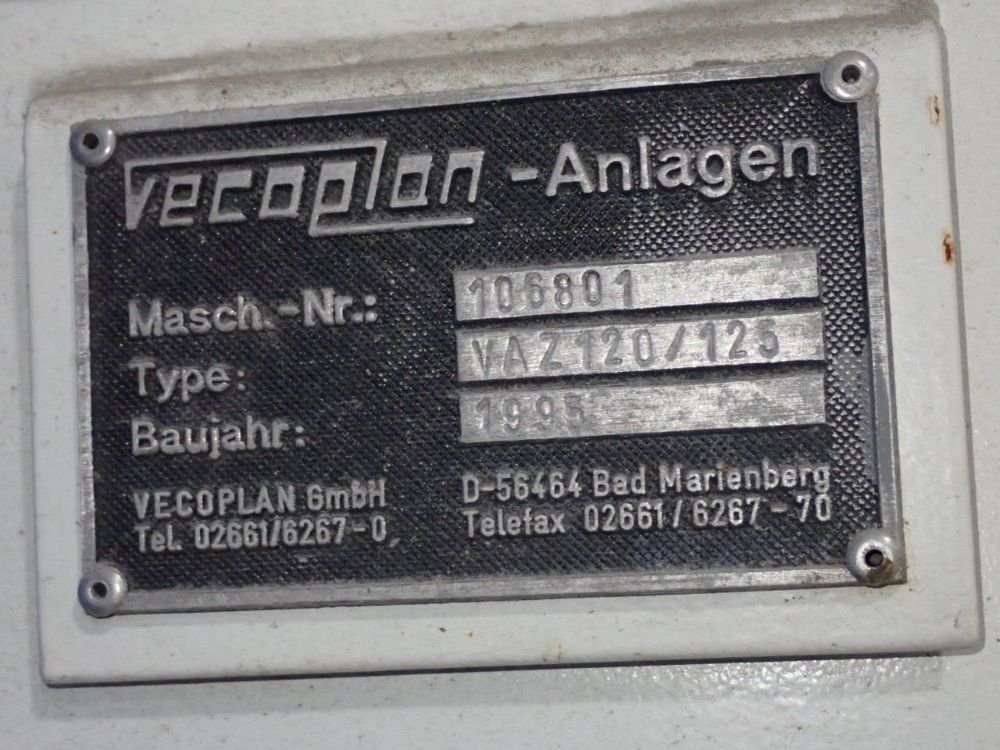 vecoplan -Anlagen
Masch.-Nr.: 106801
Type: VAZ120/125
Baujahr: 1995
VECOPLAN GmbH D-56464 Bad Marienberg
Tel. 02661/6267-0 Telefax 02661/6267-70